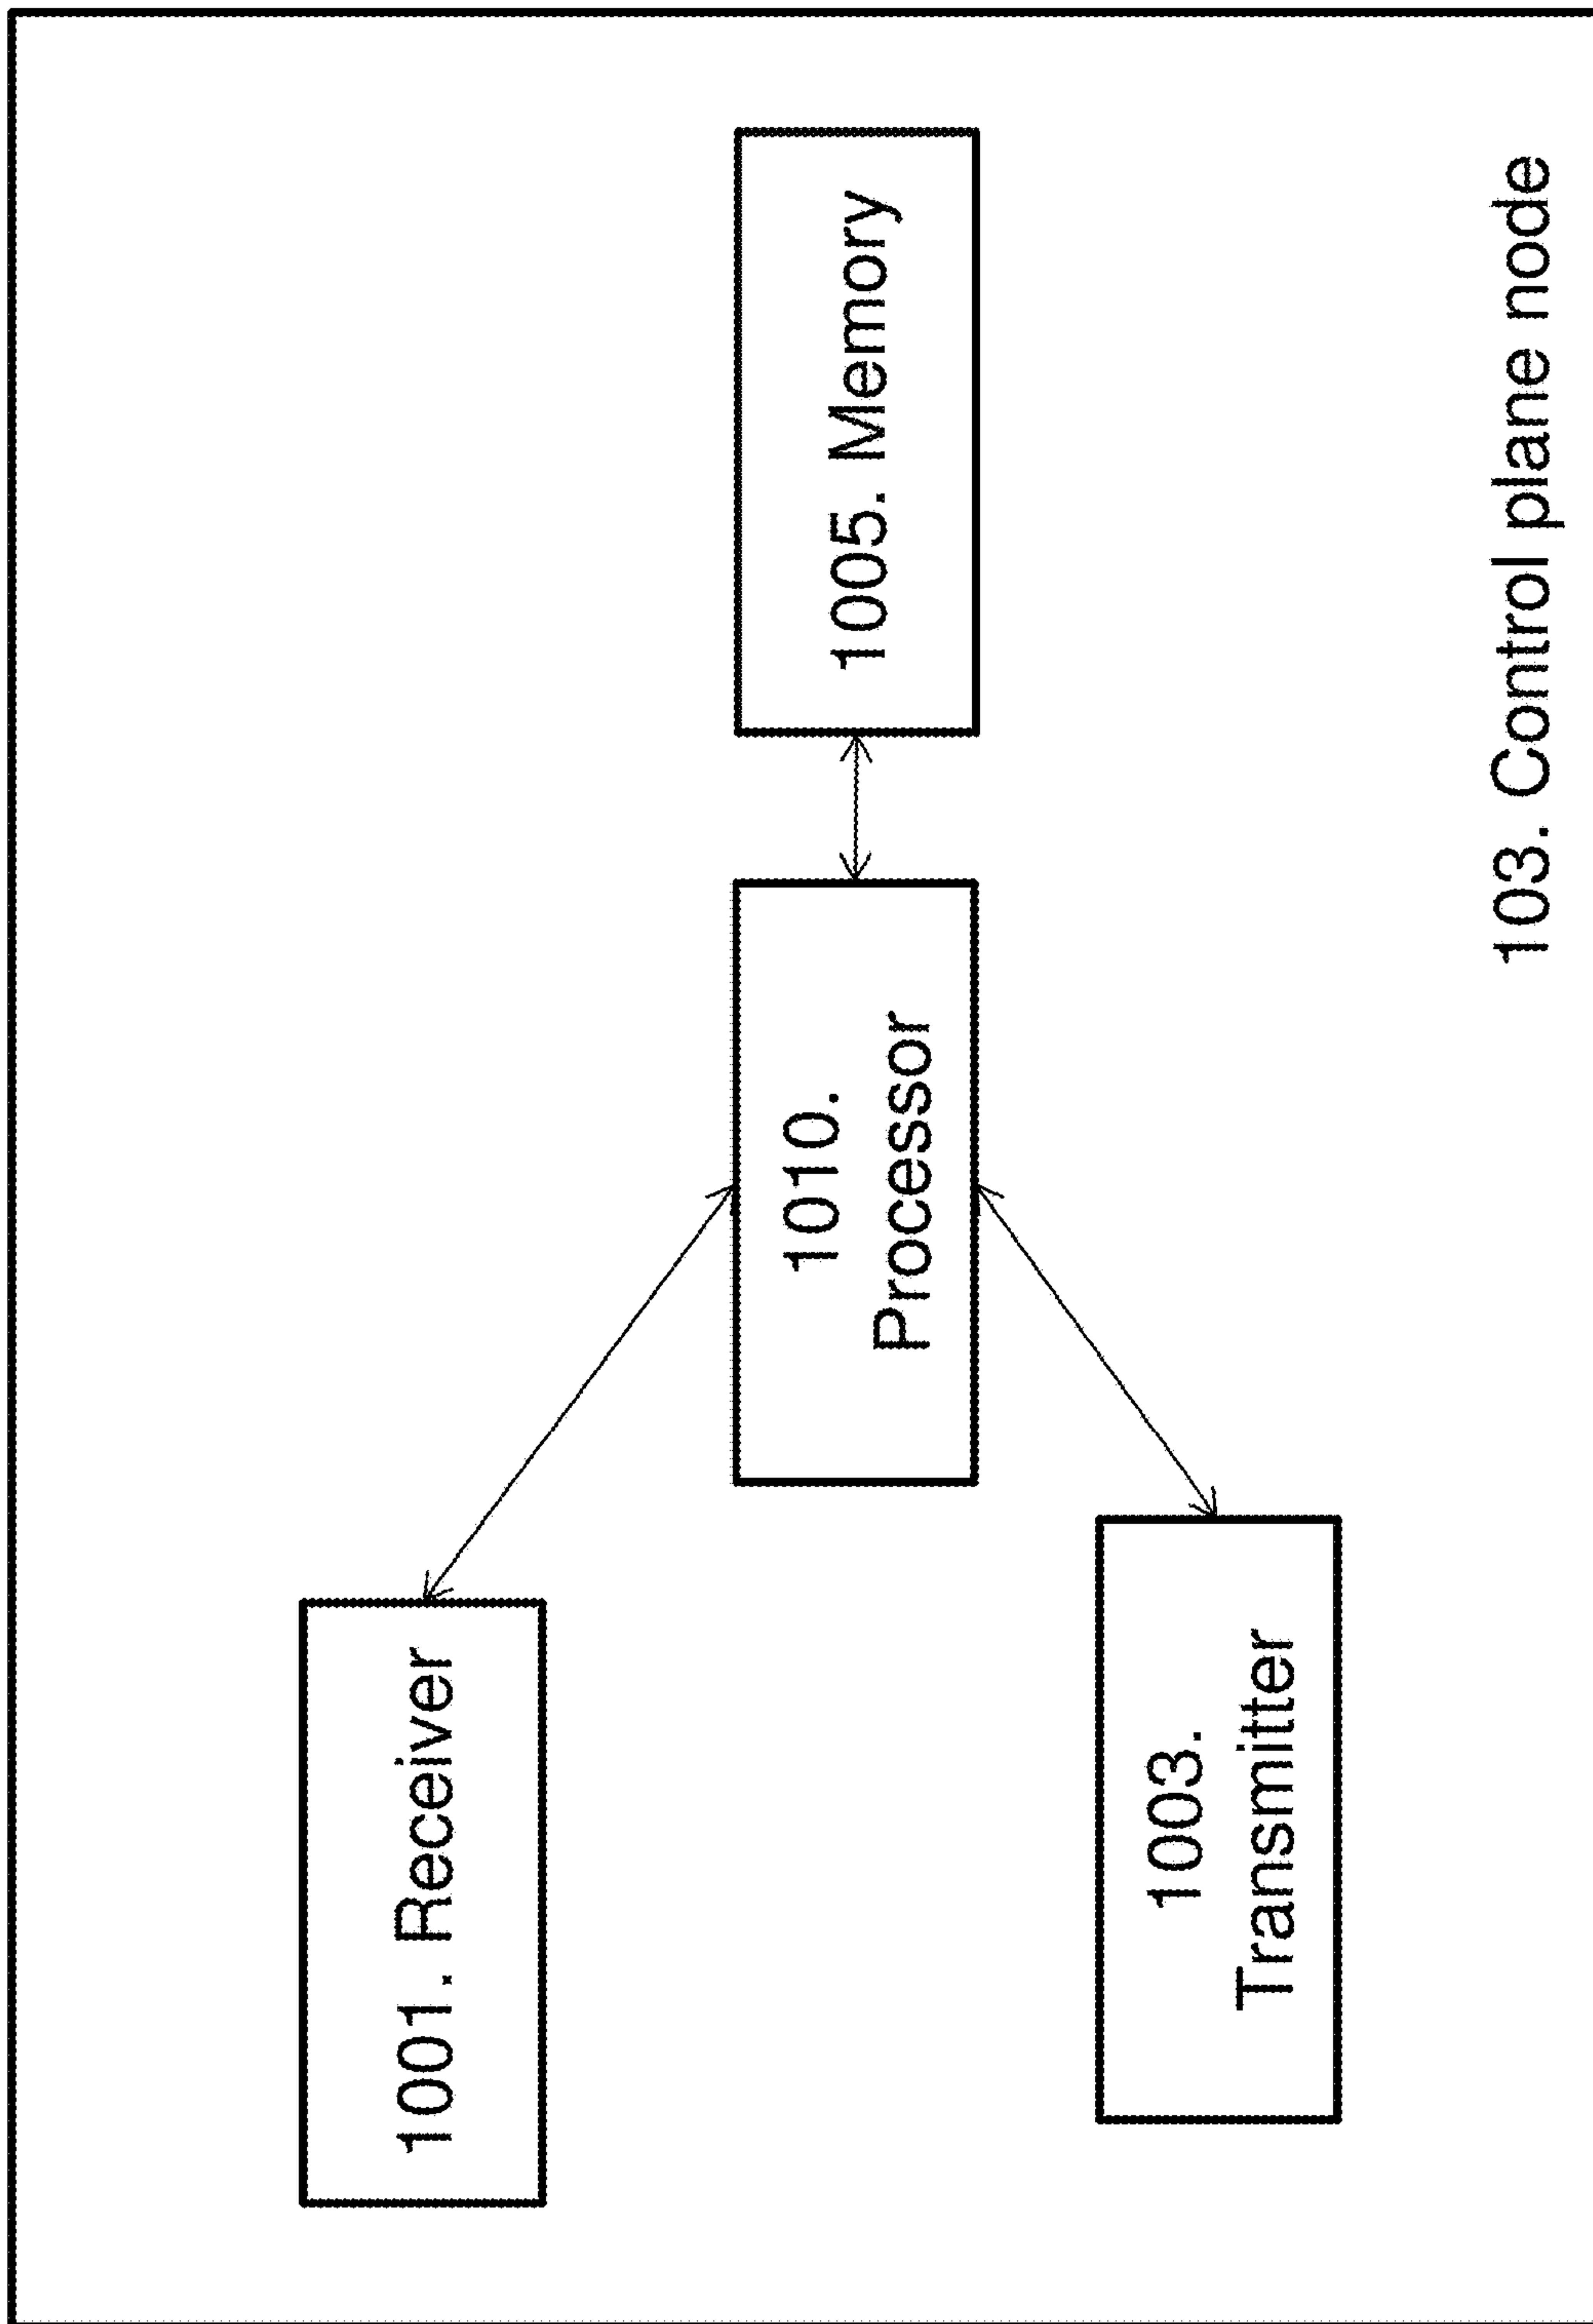 1001. Receiver
1010.
Processor
1005. Memory
1003.
Transmitter
103. Control plane node